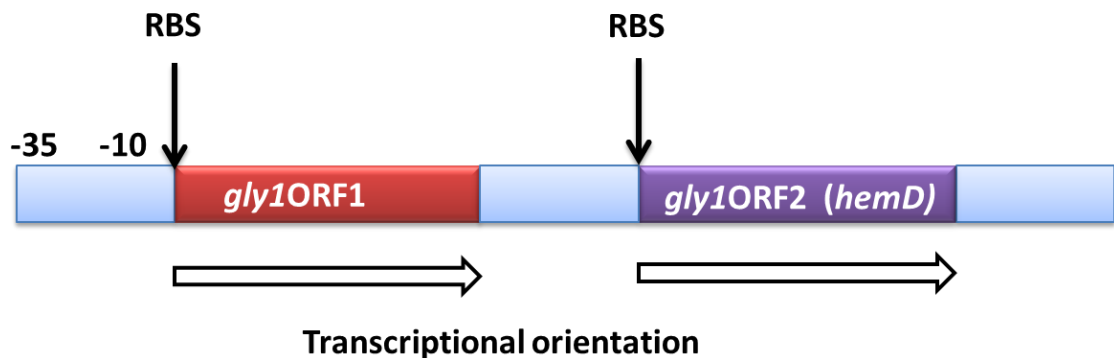 RBS RBS
-35 -10
gly1ORF1 gly1ORF2 (hemD)
Transcriptional orientation